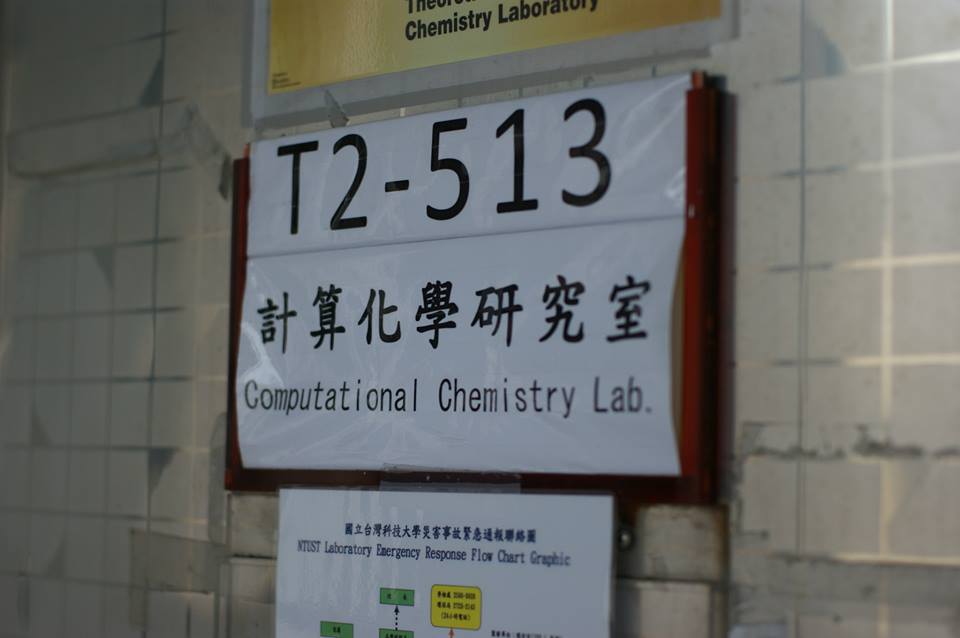 Chemistry Laboratory
T2-513
計算化學研究室
Computational Chemistry Lab.
國立台灣科技大學災害事故緊急通報聯絡圖
NTUST Laboratory Emergency Response Flow Chart Graphic